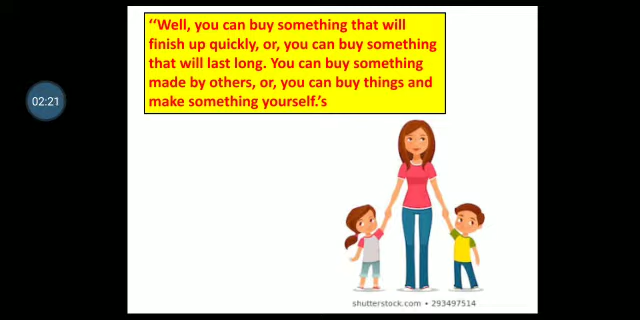 ‘‘Well, you can buy something that will
finish up quickly, or, you can buy something
that will last long. You can buy something
made by others, or, you can buy things and
make something yourself.’s
02:21
shutterstock.com • 293497514